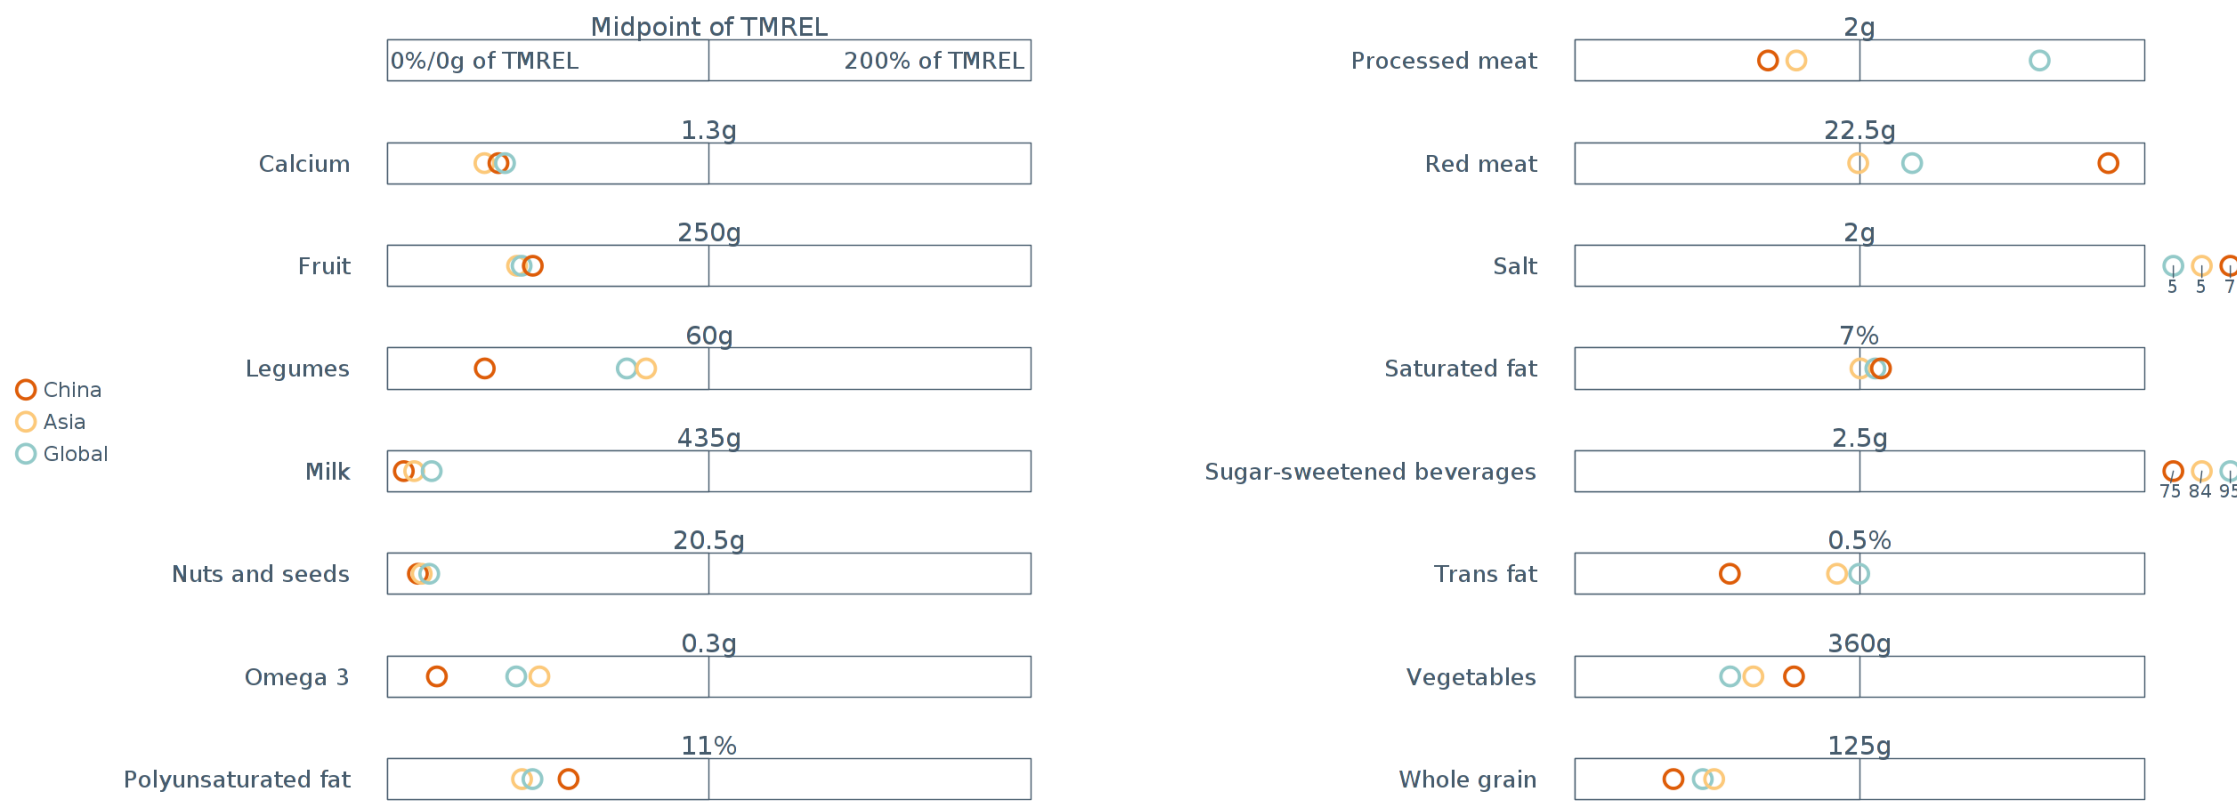 Midpoint of TMREL
0%/0g of TMREL 200% of TMREL
1.3g
Calcium
250g
Fruit
60g
Legumes
435g
Milk
20.5g
Nuts and seeds
0.3g
Omega 3
11%
Polyunsaturated fat
China
Asia
Global
2g
Processed meat
22.5g
Red meat
2g
Salt
5 5 7
7%
Saturated fat
2.5g
Sugar-sweetened beverages
75 84 95
0.5%
Trans fat
360g
Vegetables
125g
Whole grain